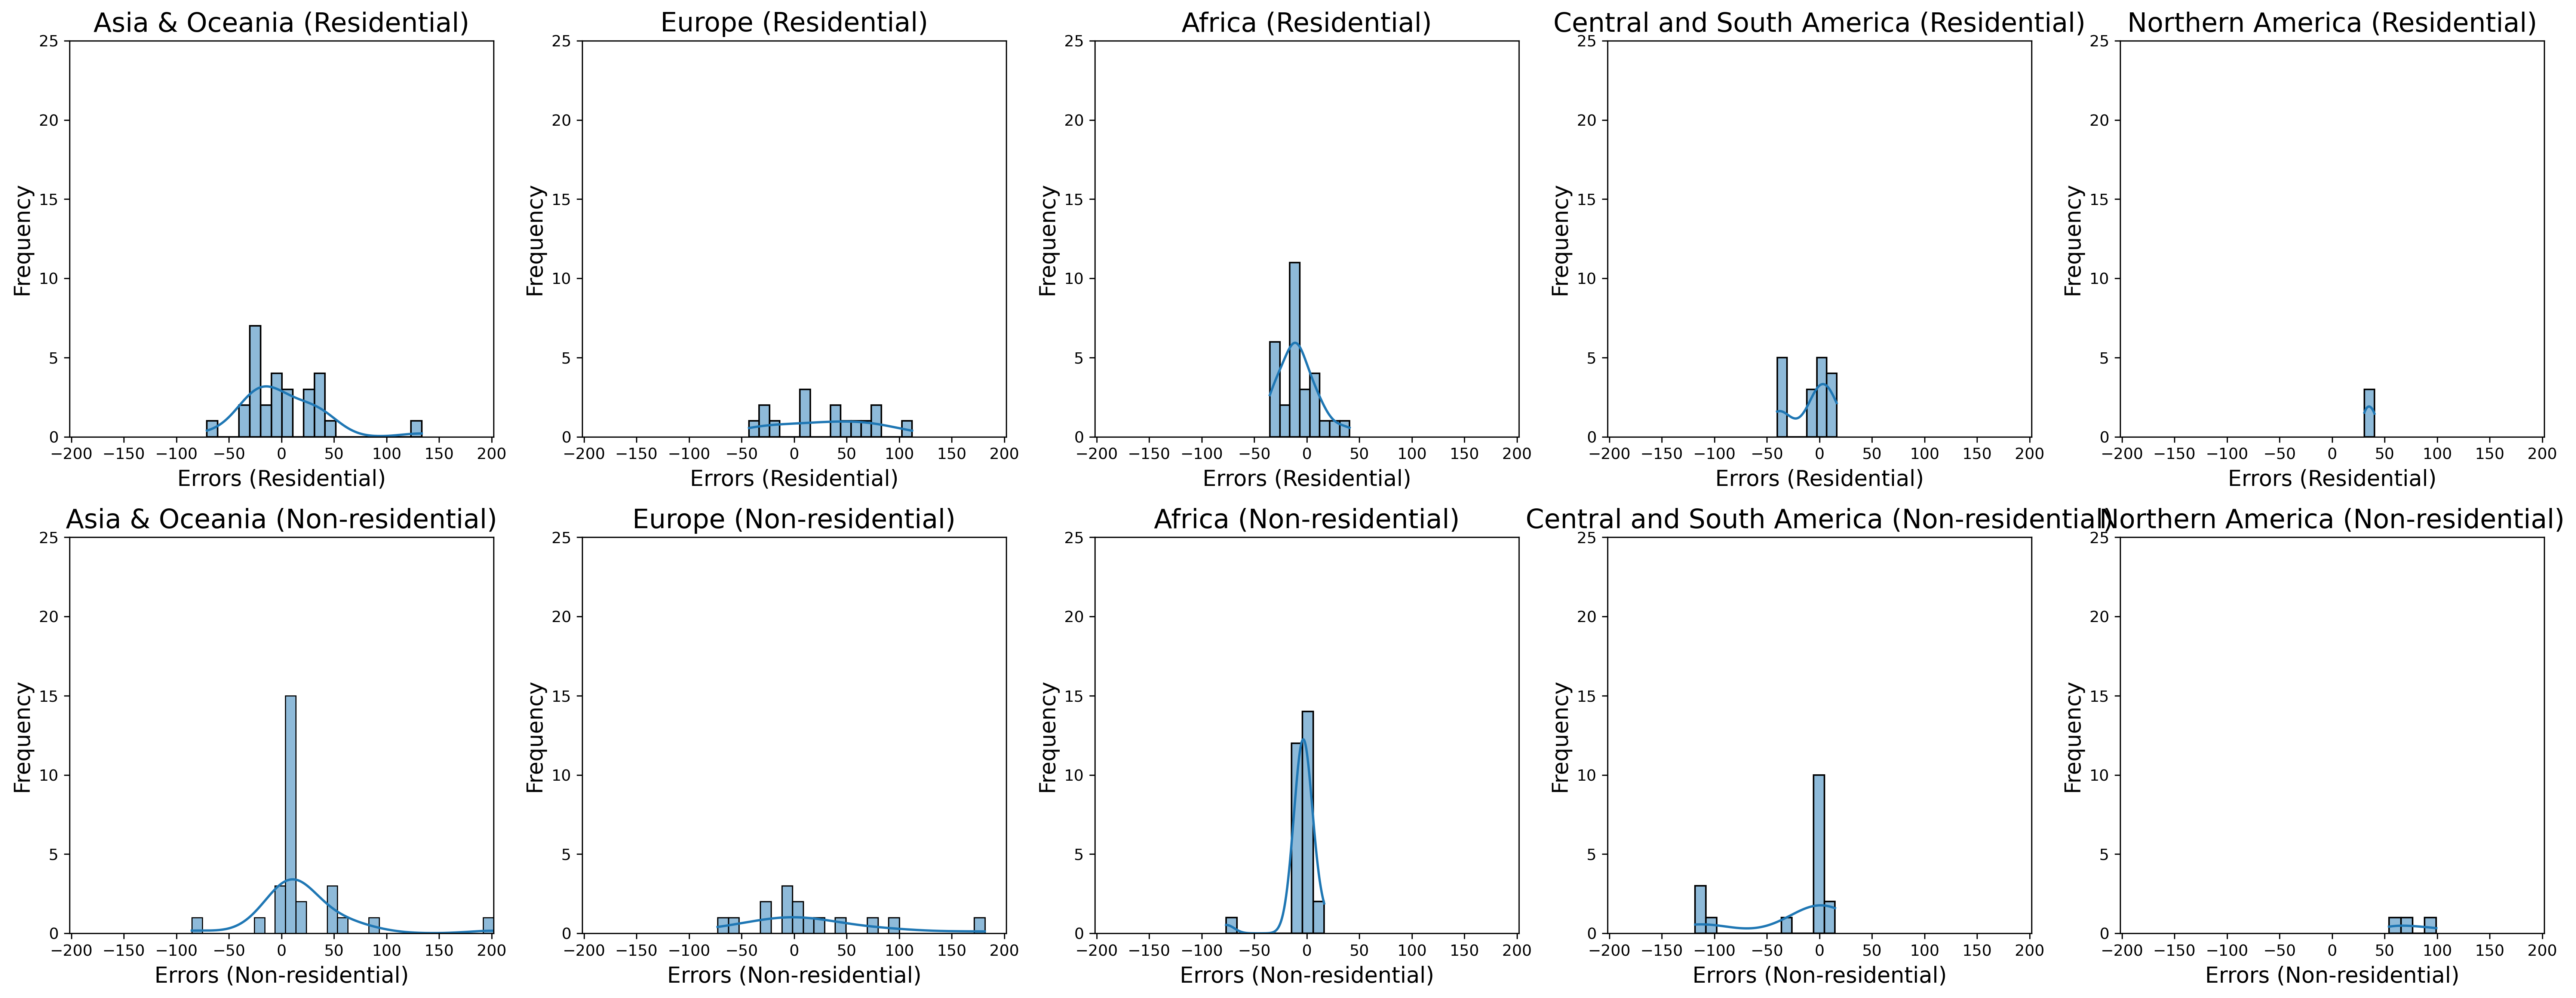 Asia & Oceania (Residential)
Europe (Residential)
Africa (Residential)
Central and South America (Residential)
Northern America (Residential)
25
20
15
10
5
0
Frequency
−200 −150 −100 −50 0 50 100 150 200
Errors (Residential)
25
20
15
10
5
0
Frequency
−200 −150 −100 −50 0 50 100 150 200
Errors (Residential)
25
20
15
10
5
0
Frequency
−200 −150 −100 −50 0 50 100 150 200
Errors (Residential)
25
20
15
10
5
0
Frequency
−200 −150 −100 −50 0 50 100 150 200
Errors (Residential)
25
20
15
10
5
0
Frequency
−200 −150 −100 −50 0 50 100 150 200
Errors (Residential)
Asia & Oceania (Non-residential)
Europe (Non-residential)
Africa (Non-residential)
Central and South America (Non-residential)
Northern America (Non-residential)
25
20
15
10
5
0
Frequency
−200 −150 −100 −50 0 50 100 150 200
Errors (Non-residential)
25
20
15
10
5
0
Frequency
−200 −150 −100 −50 0 50 100 150 200
Errors (Non-residential)
25
20
15
10
5
0
Frequency
−200 −150 −100 −50 0 50 100 150 200
Errors (Non-residential)
25
20
15
10
5
0
Frequency
−200 −150 −100 −50 0 50 100 150 200
Errors (Non-residential)
25
20
15
10
5
0
Frequency
−200 −150 −100 −50 0 50 100 150 200
Errors (Non-residential)